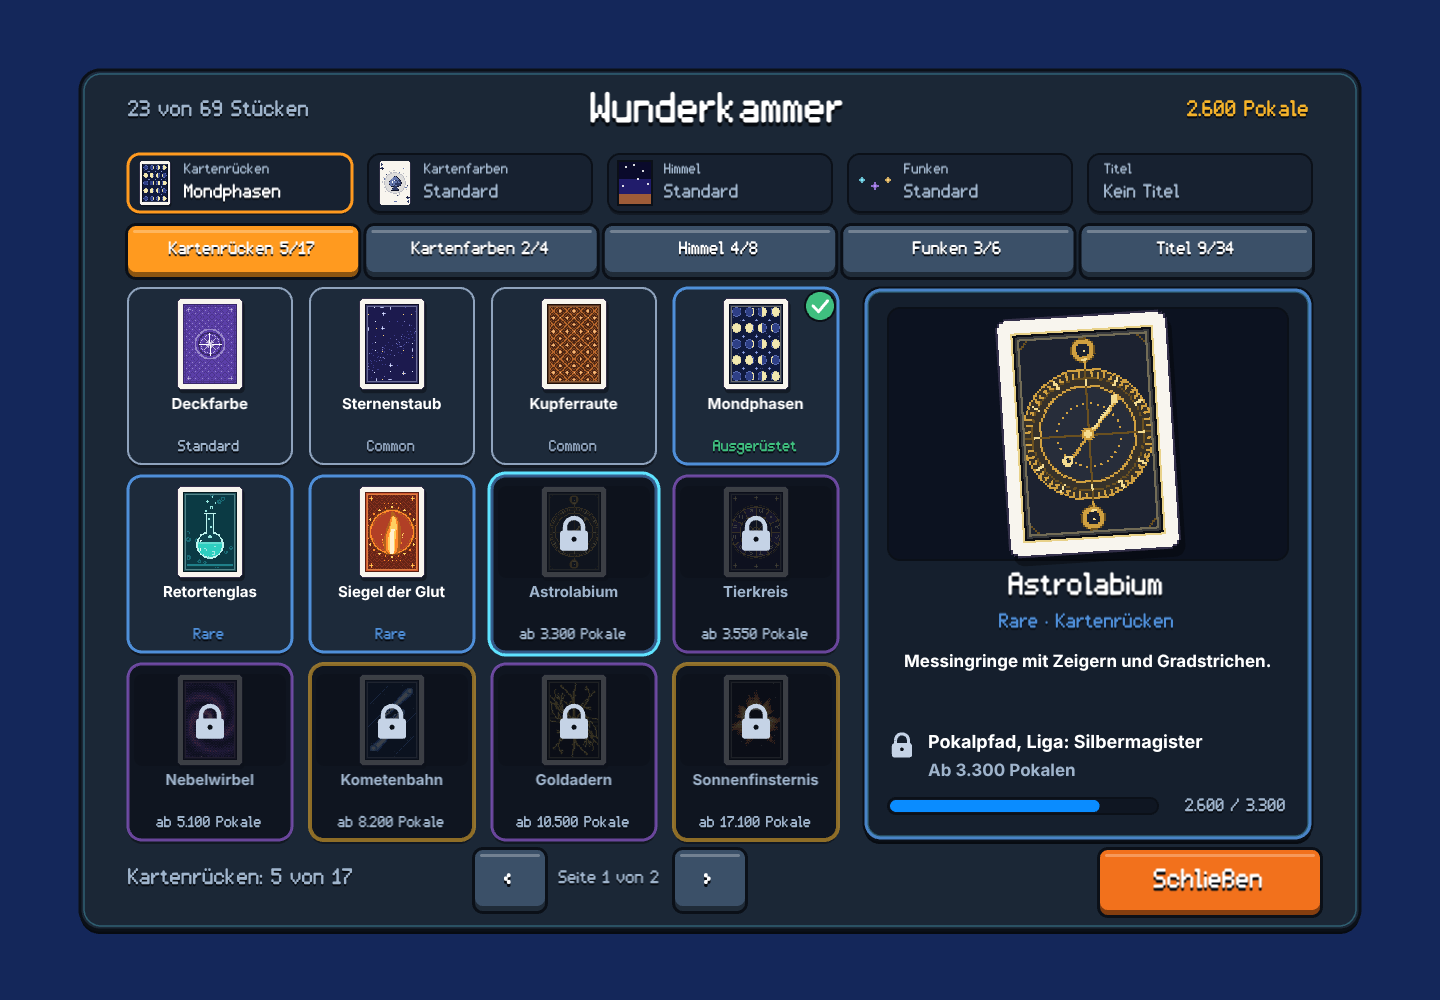 23 von 69 Stücken
Wunderkammer
2.600 Pokale
Kartenrücken
Mondphasen
Kartenfarben
Standard
Himmel
Standard
Funken
Standard
Titel
Kein Titel
Kartenrücken 5/17
Kartenfarben 2/4
Himmel 4/8
Funken 3/6
Titel 9/34
Deckfarbe
Standard
Sternenstaub
Common
Kupferraute
Common
Mondphasen
Ausgerüstet
Retortenglas
Rare
Siegel der Glut
Rare
Astrolabium
ab 3.300 Pokale
Tierkreis
ab 3.550 Pokale
Nebelwirbel
ab 5.100 Pokale
Kometenbahn
ab 8.200 Pokale
Goldadern
ab 10.500 Pokale
Sonnenfinsternis
ab 17.100 Pokale
Astrolabium
Rare · Kartenrücken
Messingringe mit Zeigern und Gradstrichen.
Pokalpfad, Liga: Silbermagister
Ab 3.300 Pokalen
2.600 / 3.300
Kartenrücken: 5 von 17
‹
Seite 1 von 2
›
Schließen